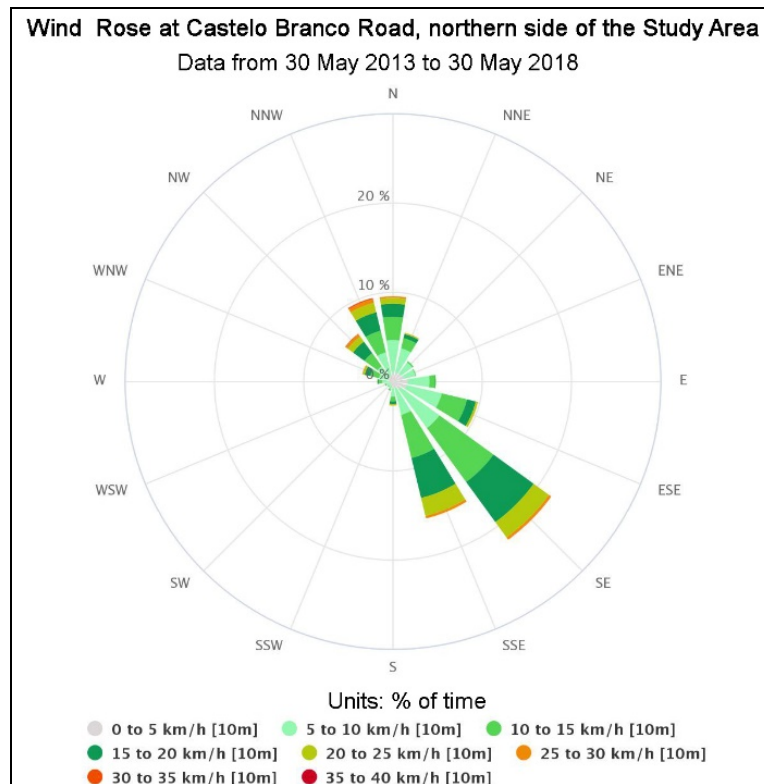 Wind Rose at Castelo Branco Road, northern side of the Study Area
Data from 30 May 2013 to 30 May 2018
N
NNW
NNE
NW
NE
20 %
WNW
ENE
10 %
W
0 %
E
WSW
ESE
SW
SE
SSW
SSE
S
Units: % of time
0 to 5 km/h [10m] 5 to 10 km/h [10m] 10 to 15 km/h [10m]
15 to 20 km/h [10m] 20 to 25 km/h [10m] 25 to 30 km/h [10m]
30 to 35 km/h [10m] 35 to 40 km/h [10m]